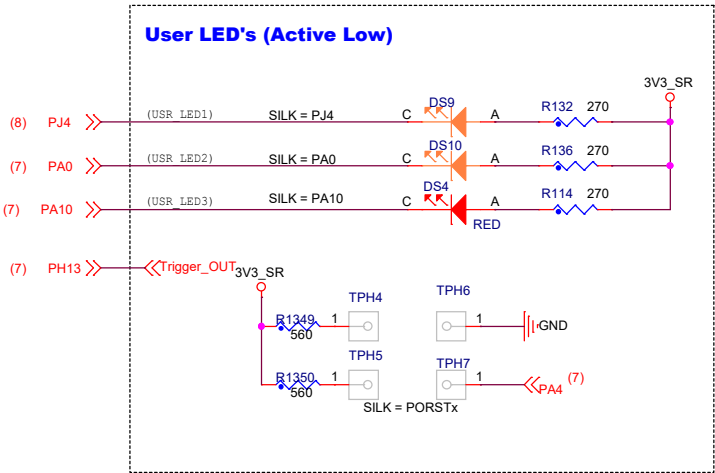 User LED's (Active Low)
3V3_SR
(8) PJ4 (USR_LED1) SILK = PJ4 C DS9 A R132 270
(7) PA0 (USR_LED2) SILK = PA0 C DS10 A R136 270
(7) PA10 (USR_LED3) SILK = PA10 C DS4 A R114 270
RED
(7) PH13 Trigger_OUT
3V3_SR
TPH4 TPH6
R1349 1 1 GND
560
TPH5 TPH7
R1350 1 1 PA4 (7)
560
SILK = PORSTx